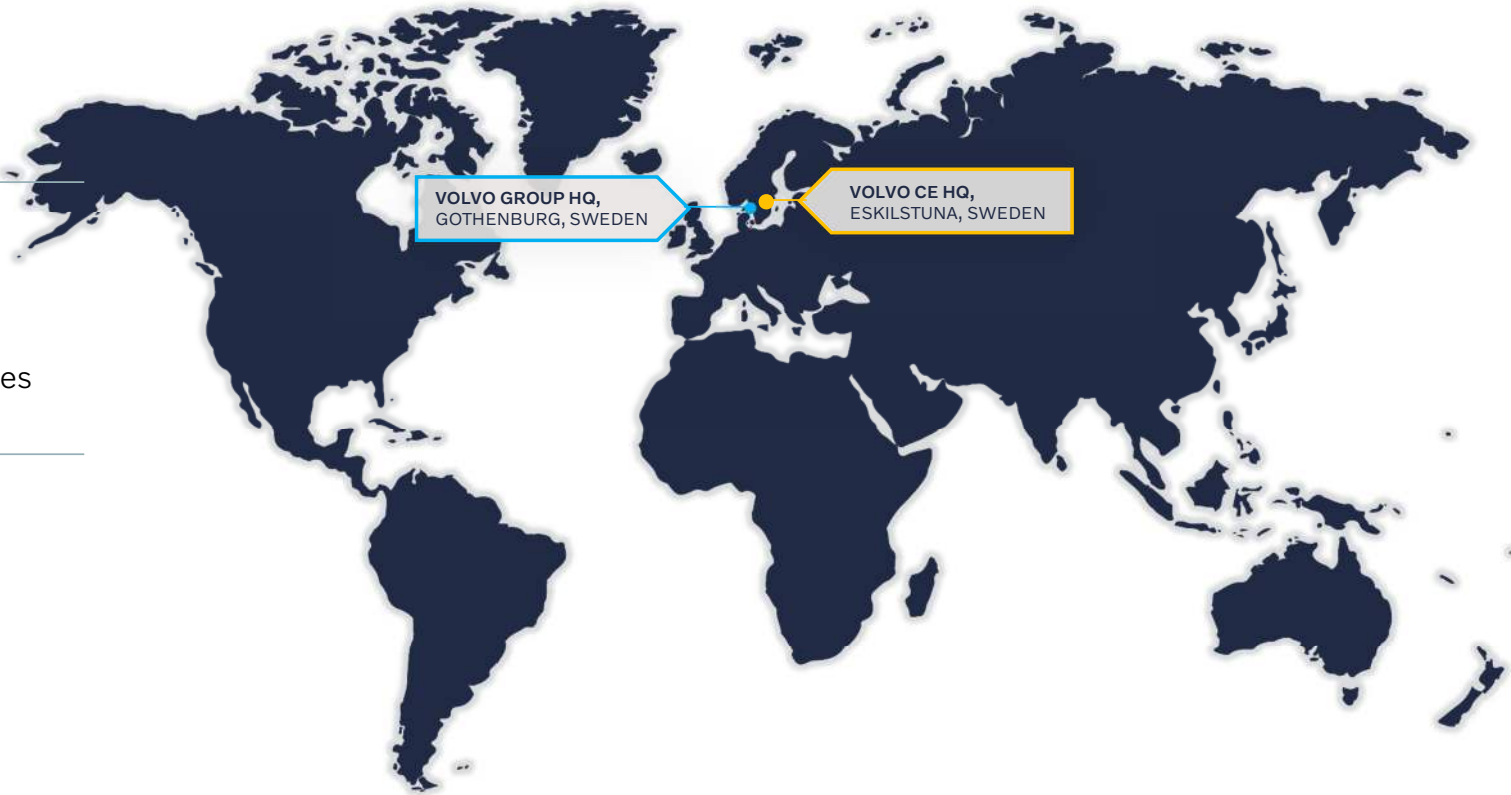 VOLVO GROUP HQ,
GOTHENBURG, SWEDEN
VOLVO CE HQ,
ESKILSTUNA, SWEDEN
es